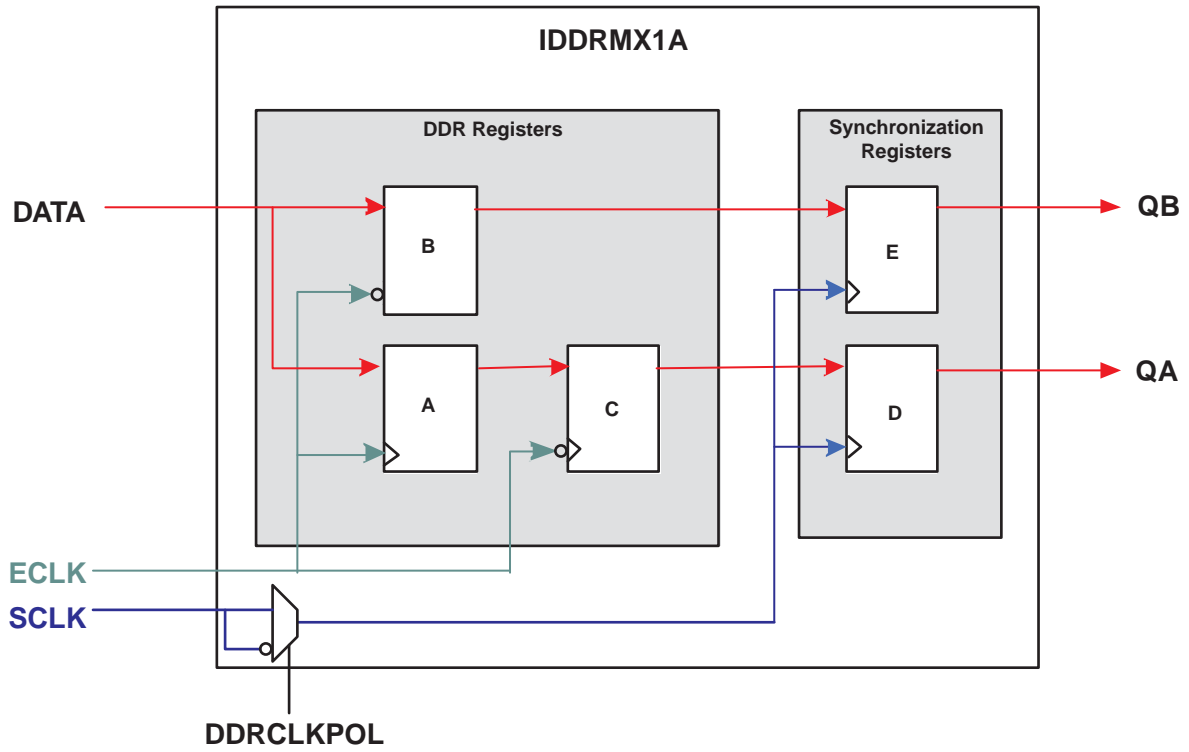 IDDRMX1A
DDR Registers
Synchronization
Registers
DATA
B
E
QB
A
C
D
QA
ECLK
SCLK
DDRCLKPOL